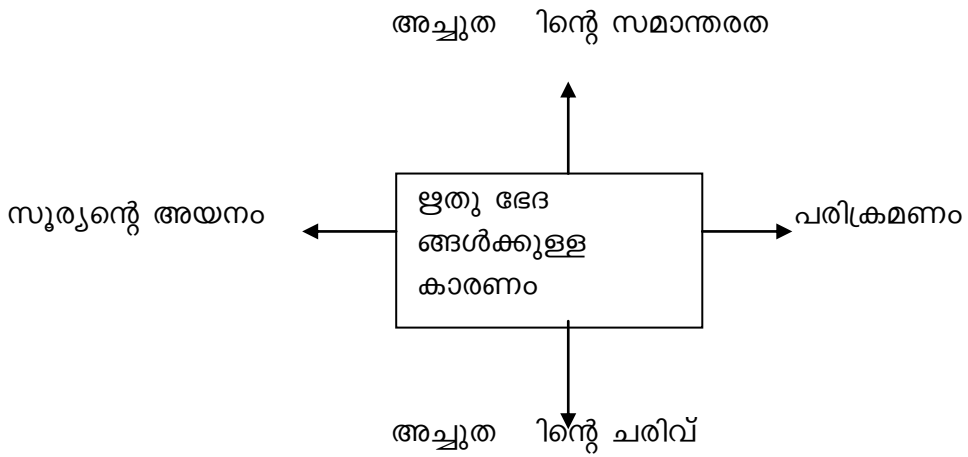 അച്ചുത ിന്റെ സമാന്തരത
സൂര്യന്റെ അയനം
ഋതു ഭേദ
ങ്ങൾക്കുള്ള
കാരണം
പരിക്രമണം
അച്ചുത ിന്റെ ചരിവ്